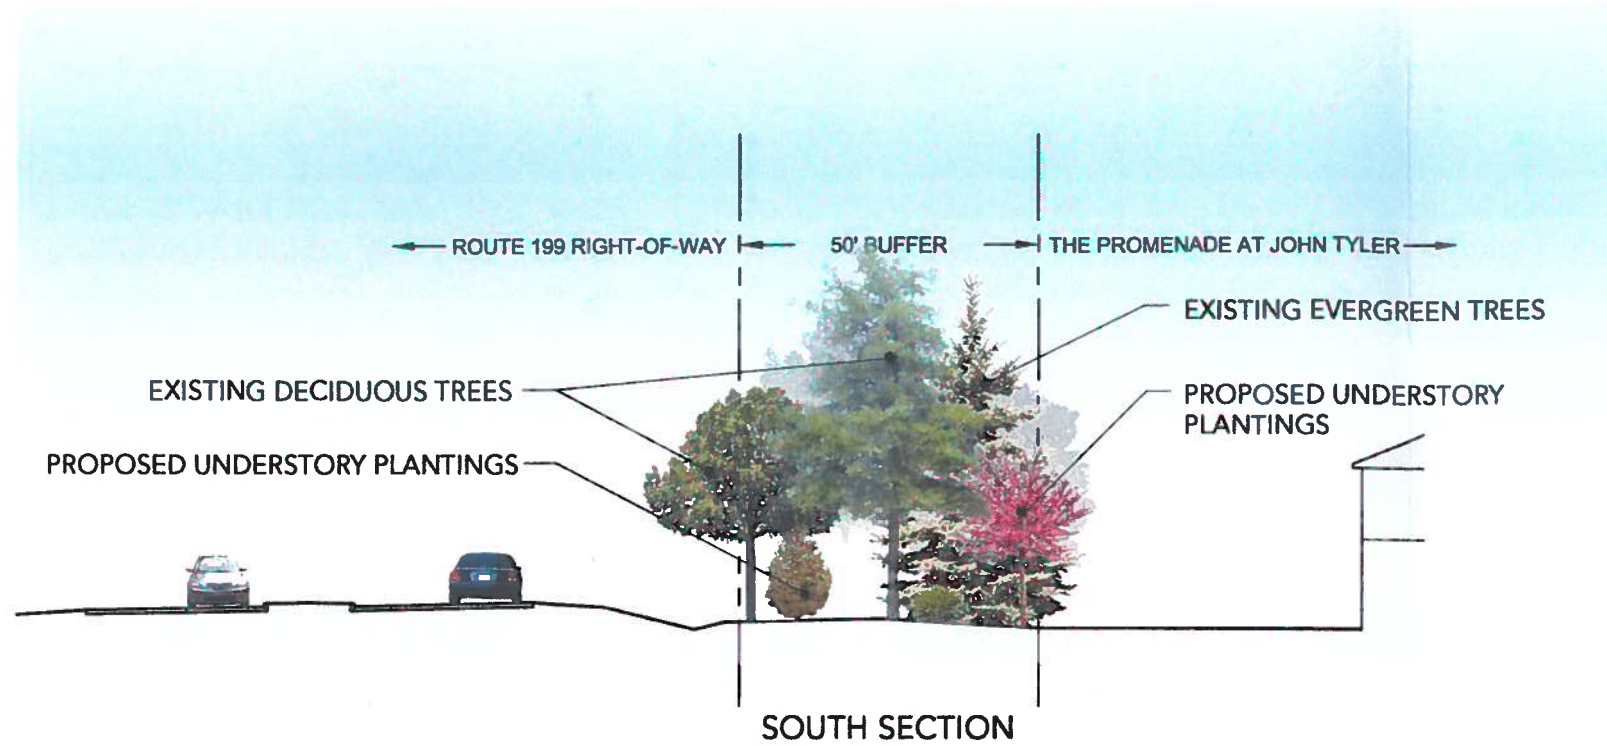 ROUTE 199 RIGHT-OF-WAY
50' BUFFER
THE PROMENADE AT JOHN TYLER
EXISTING EVERGREEN TREES
EXISTING DECIDUOUS TREES
PROPOSED UNDERSTORY
PLANTINGS
PROPOSED UNDERSTORY PLANTINGS
SOUTH SECTION